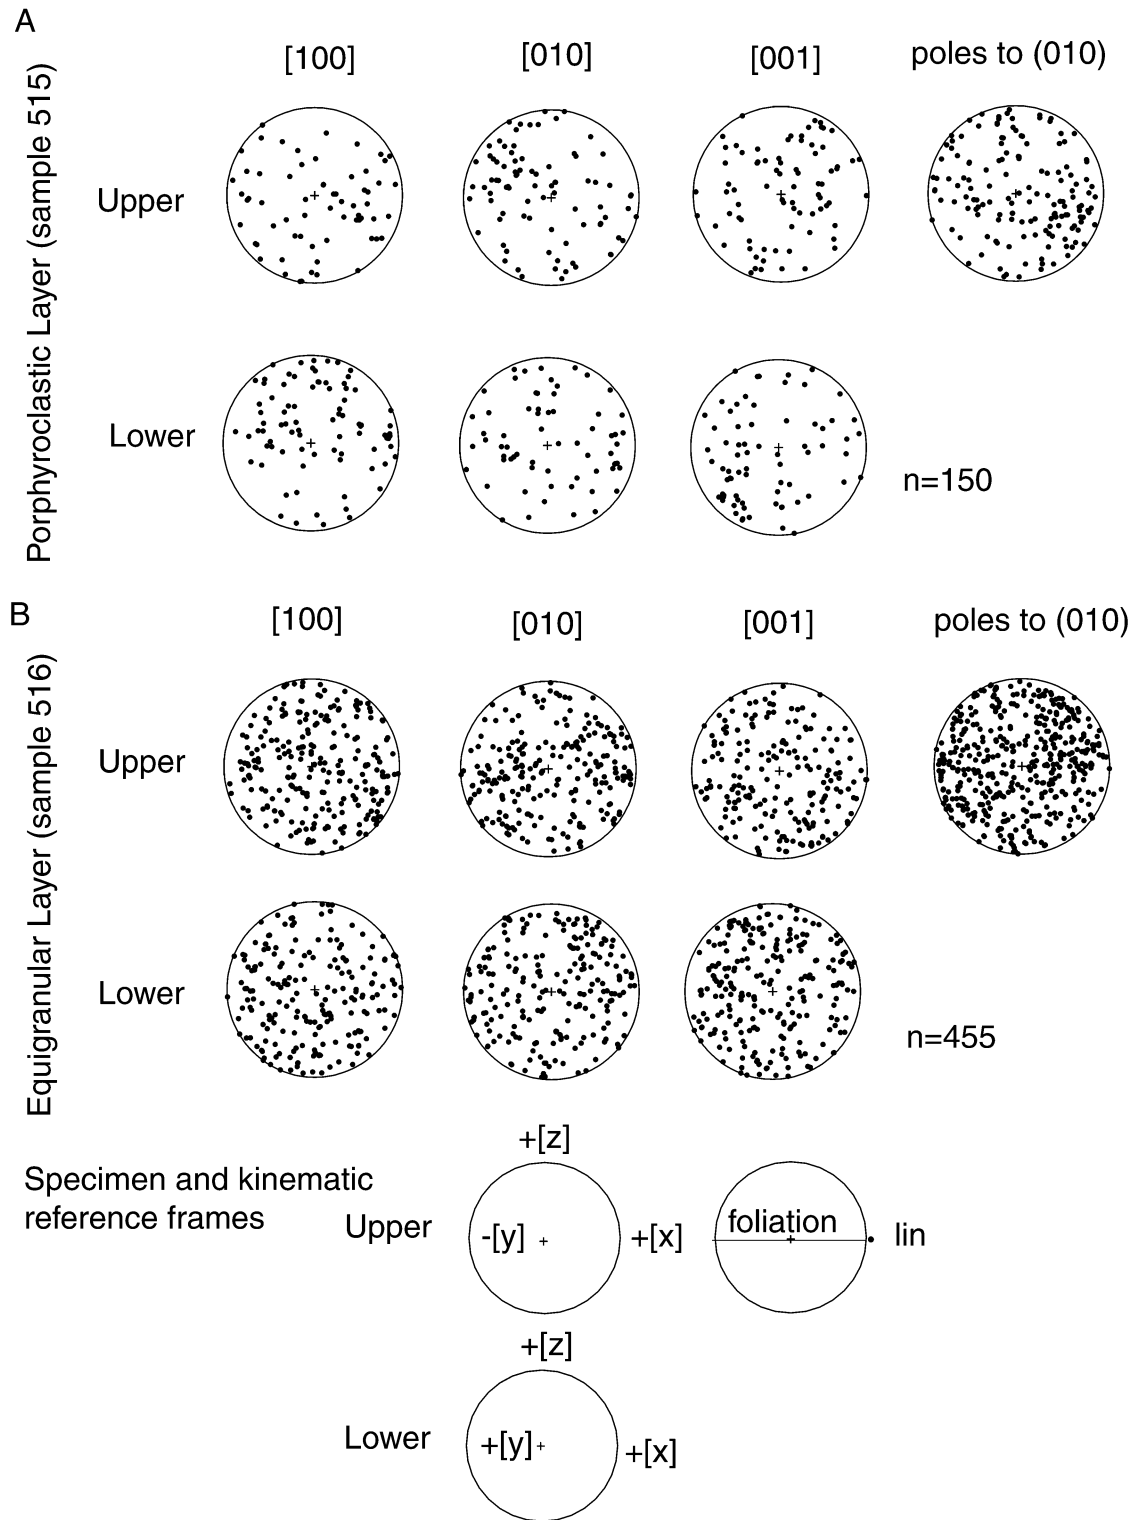 A
[100] [010] [001] poles to (010)
Porphyroclastic Layer (sample 515)
Upper
Lower
n=150
B
[100] [010] [001] poles to (010)
Equigranular Layer (sample 516)
Upper
Lower
n=455
Specimen and kinematic
reference frames
+[z]
Upper -[y] +[x] foliation lin
+[z]
Lower +[y] +[x]